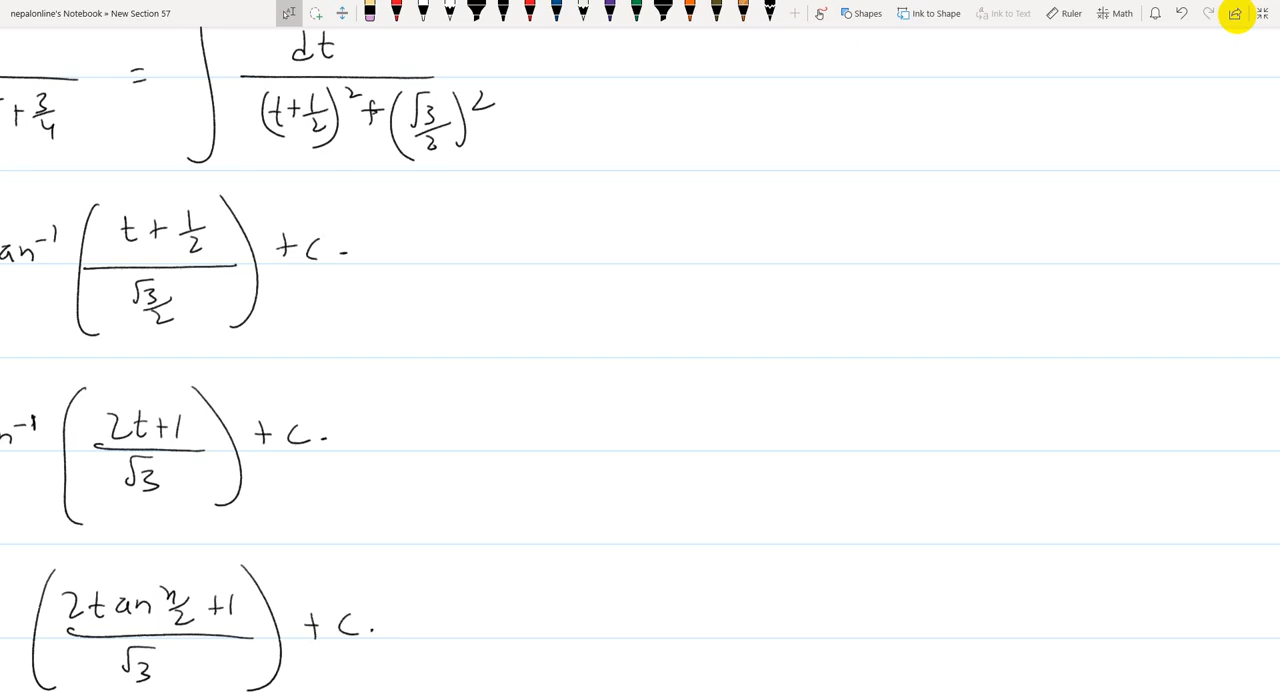 nepalonline's Notebook » New Section 57
Shapes Ink to Shape Ink to Text Ruler Math
+ 3/4 = ∫ dt / ((t + 1/2)² + (√3/2)²)
an⁻¹ ((t + 1/2) / (√3/2)) + c .
n⁻¹ ((2t+1) / √3) + c .
((2 tan x/2 + 1) / √3) + c .